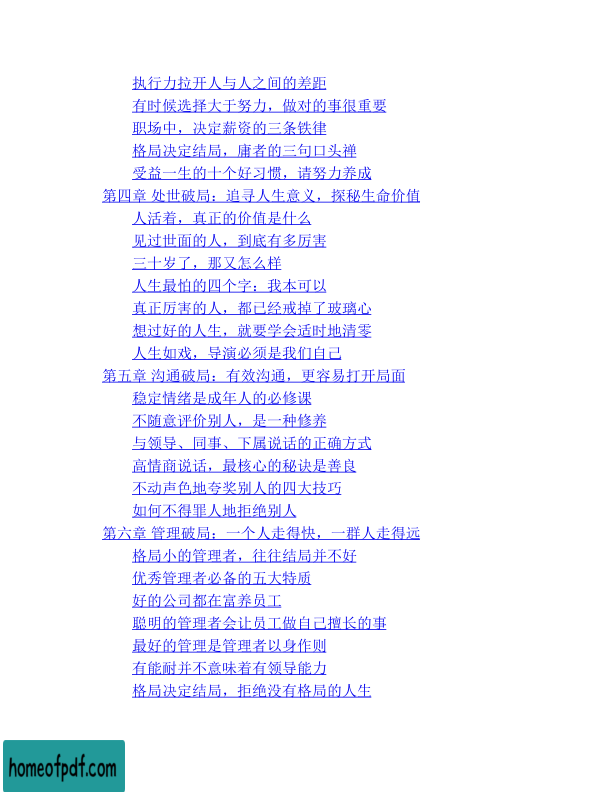 执行力拉开人与人之间的差距
有时候选择大于努力，做对的事很重要
职场中，决定薪资的三条铁律
格局决定结局，庸者的三句口头禅
受益一生的十个好习惯，请努力养成
第四章 处世破局：追寻人生意义，探秘生命价值
人活着，真正的价值是什么
见过世面的人，到底有多厉害
三十岁了，那又怎么样
人生最怕的四个字：我本可以
真正厉害的人，都已经戒掉了玻璃心
想过好的人生，就要学会适时地清零
人生如戏，导演必须是我们自己
第五章 沟通破局：有效沟通，更容易打开局面
稳定情绪是成年人的必修课
不随意评价别人，是一种修养
与领导、同事、下属说话的正确方式
高情商说话，最核心的秘诀是善良
不动声色地夸奖别人的四大技巧
如何不得罪人地拒绝别人
第六章 管理破局：一个人走得快，一群人走得远
格局小的管理者，往往结局并不好
优秀管理者必备的五大特质
好的公司都在富养员工
聪明的管理者会让员工做自己擅长的事
最好的管理是管理者以身作则
有能耐并不意味着有领导能力
格局决定结局，拒绝没有格局的人生
homeofpdf.com